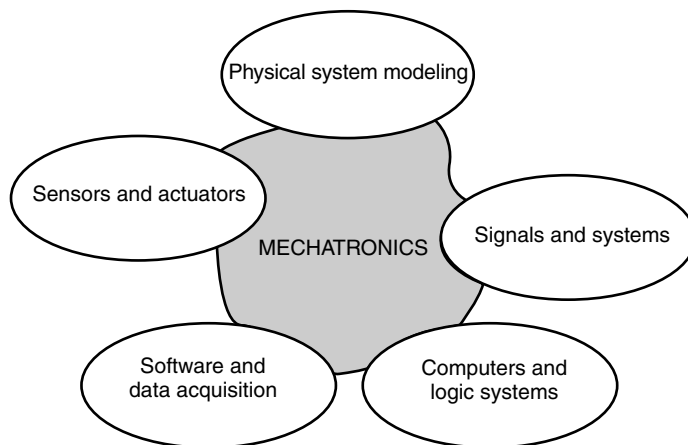 Physical system modeling
Sensors and actuators
MECHATRONICS
Signals and systems
Software and
data acquisition
Computers and
logic systems